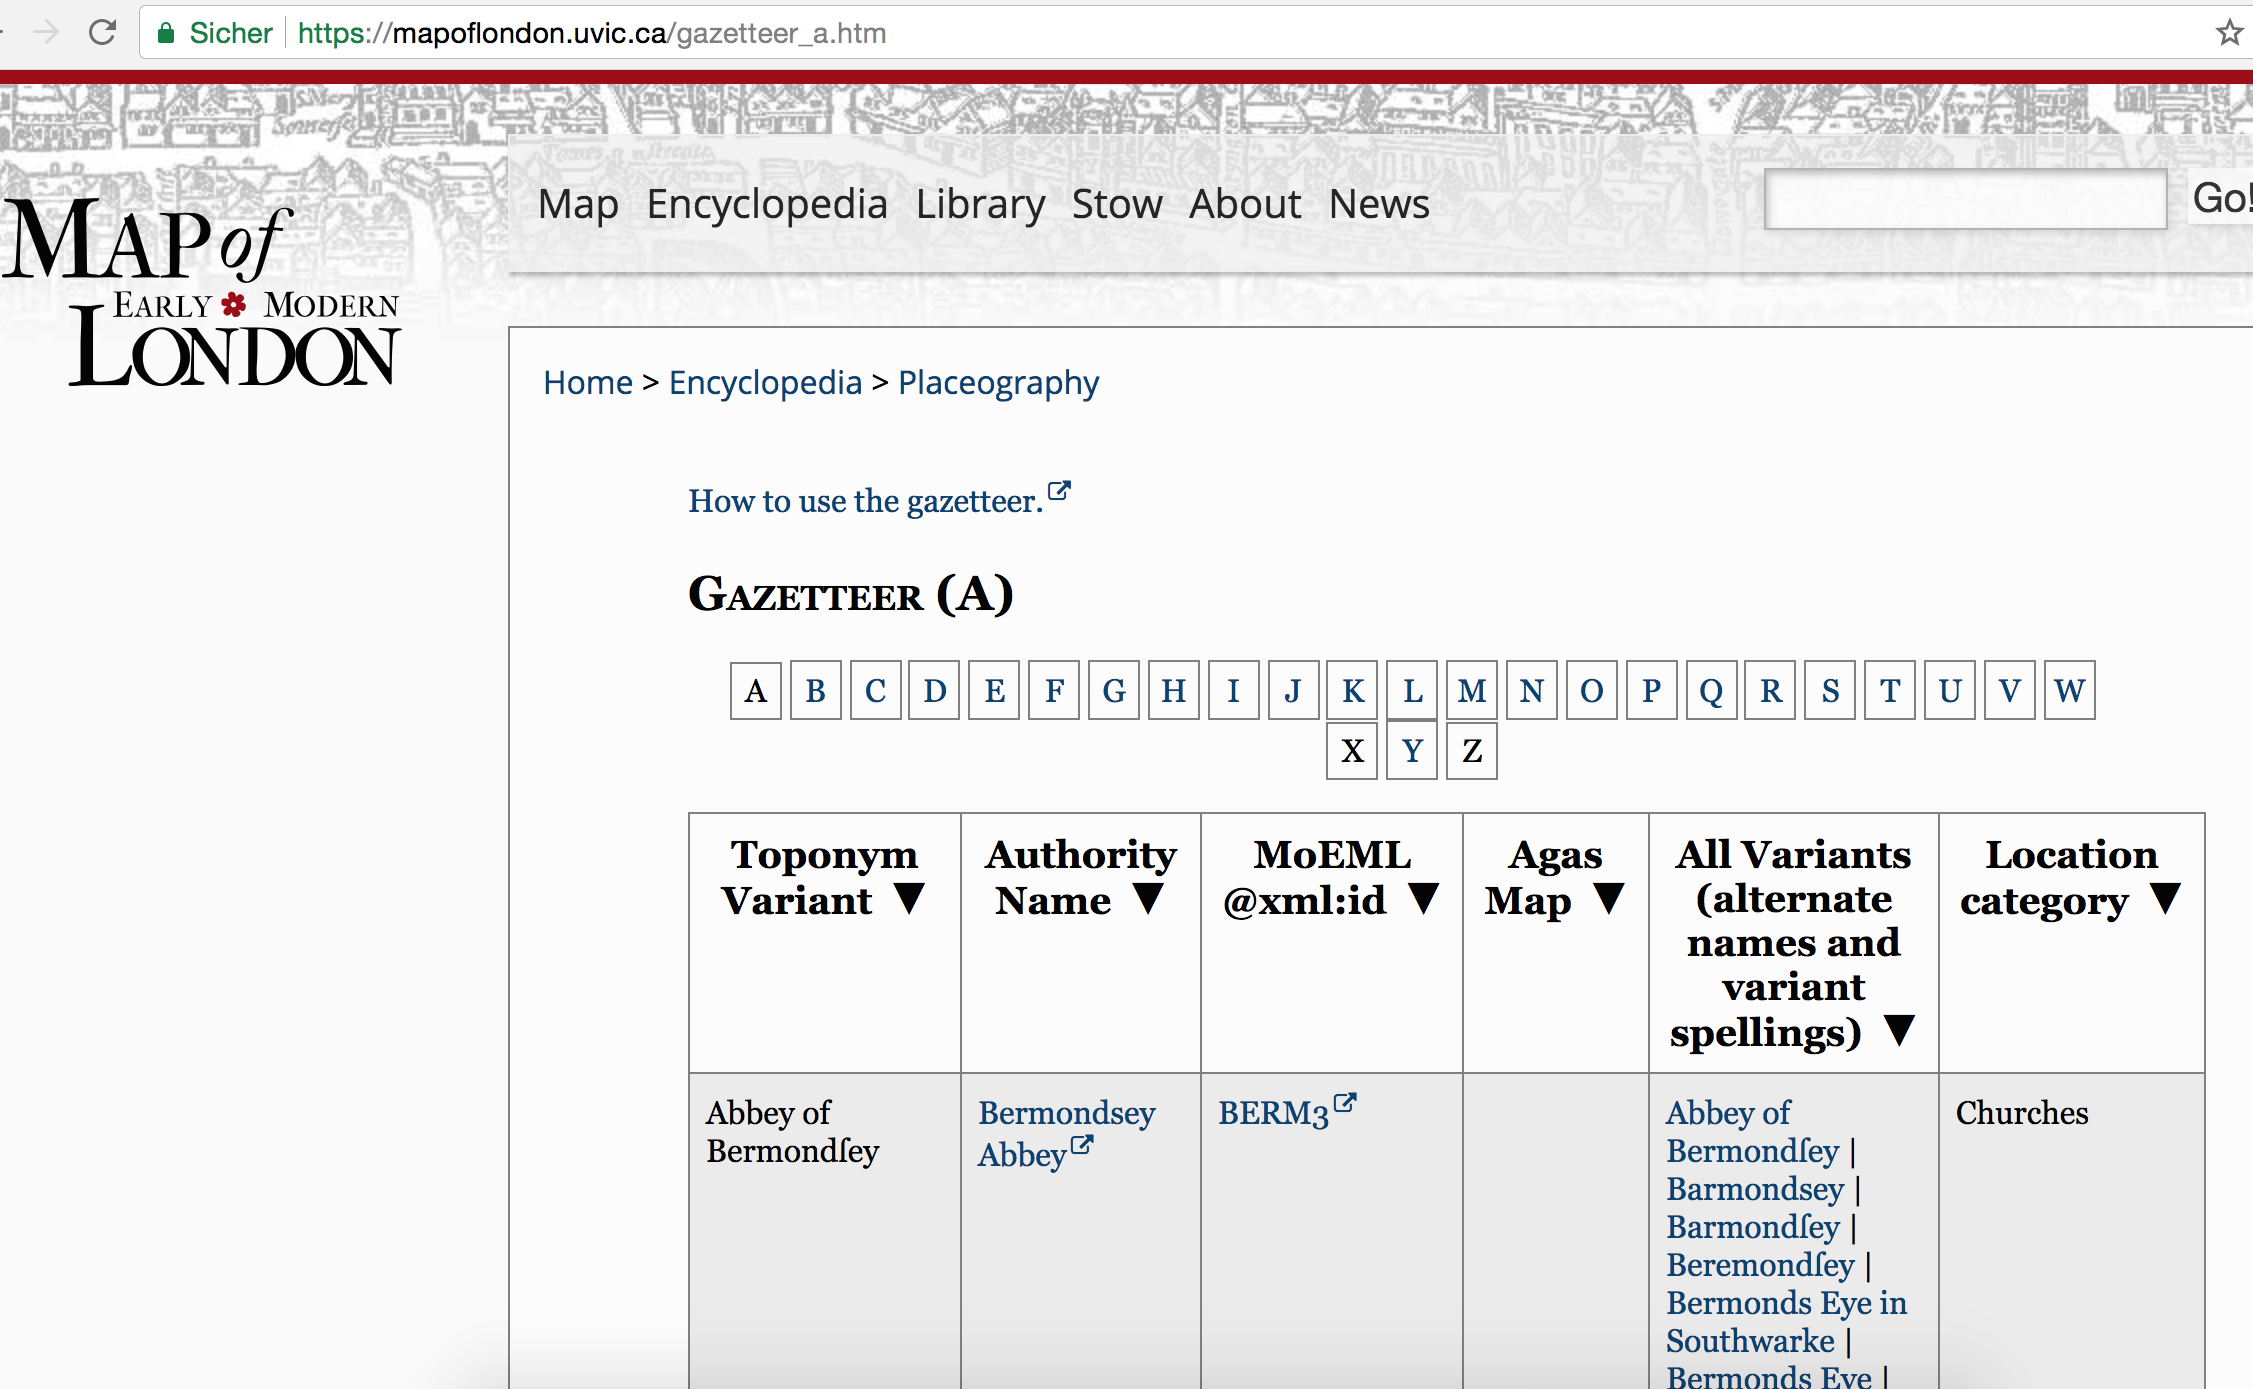 Sicher https://mapoflondon.uvic.ca/gazetteer_a.htm
Map Encyclopedia Library Stow About News Go!
MAP of
EARLY MODERN
LONDON
Home > Encyclopedia > Placeography
How to use the gazetteer.
GAZETTEER (A)
A B C D E F G H I J K L M N O P Q R S T U V W
X Y Z
Toponym Variant ▼
Authority Name ▼
MoEML @xml:id ▼
Agas Map ▼
All Variants
(alternate
names and
variant
spellings) ▼
Location
category ▼
Abbey of
Bermondſey
Bermondsey
Abbey
BERM3
Abbey of
Bermondſey |
Barmondsey |
Barmondſey |
Beremondſey |
Bermonds Eye in
Southwarke |
Bermonds Eye |
Churches